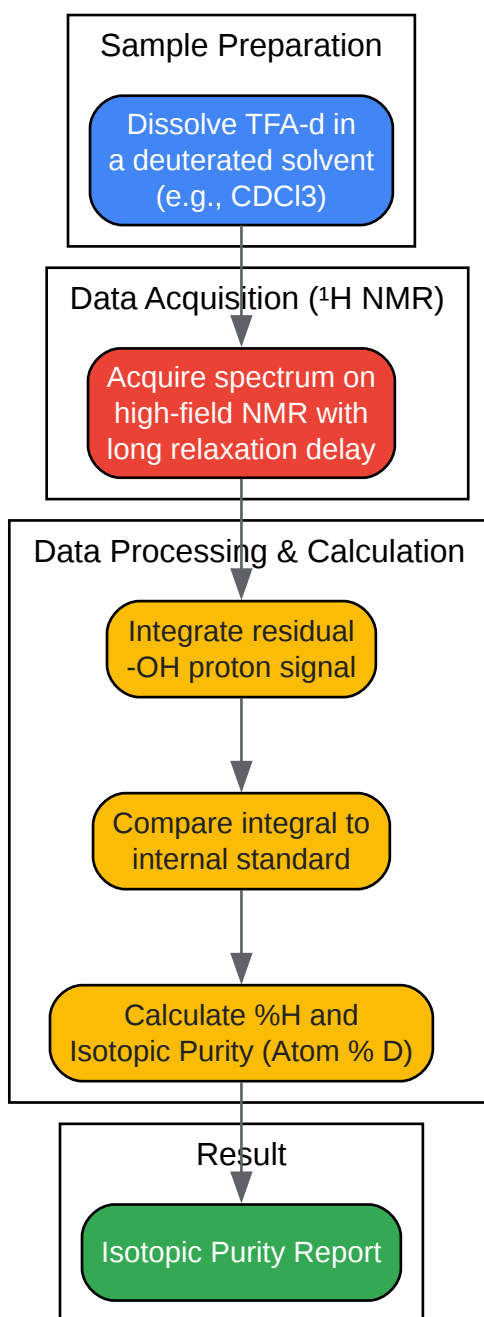 Sample Preparation
Dissolve TFA-d in
a deuterated solvent
(e.g., CDCl3)
Data Acquisition (¹H NMR)
Acquire spectrum on
high-field NMR with
long relaxation delay
Data Processing & Calculation
Integrate residual
-OH proton signal
Compare integral to
internal standard
Calculate %H and
Isotopic Purity (Atom % D)
Result
Isotopic Purity Report